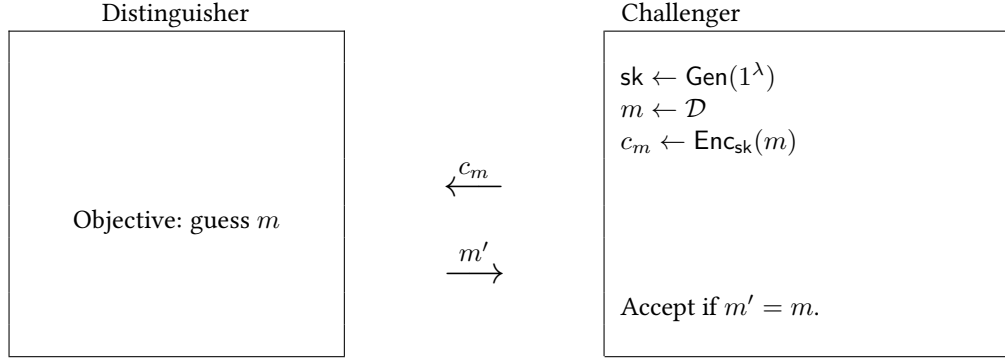 Distinguisher
Challenger
sk ← Gen(1^λ)
m ← 𝒟
c_m ← Enc_sk(m)
c_m
Objective: guess m
m′
Accept if m′ = m.